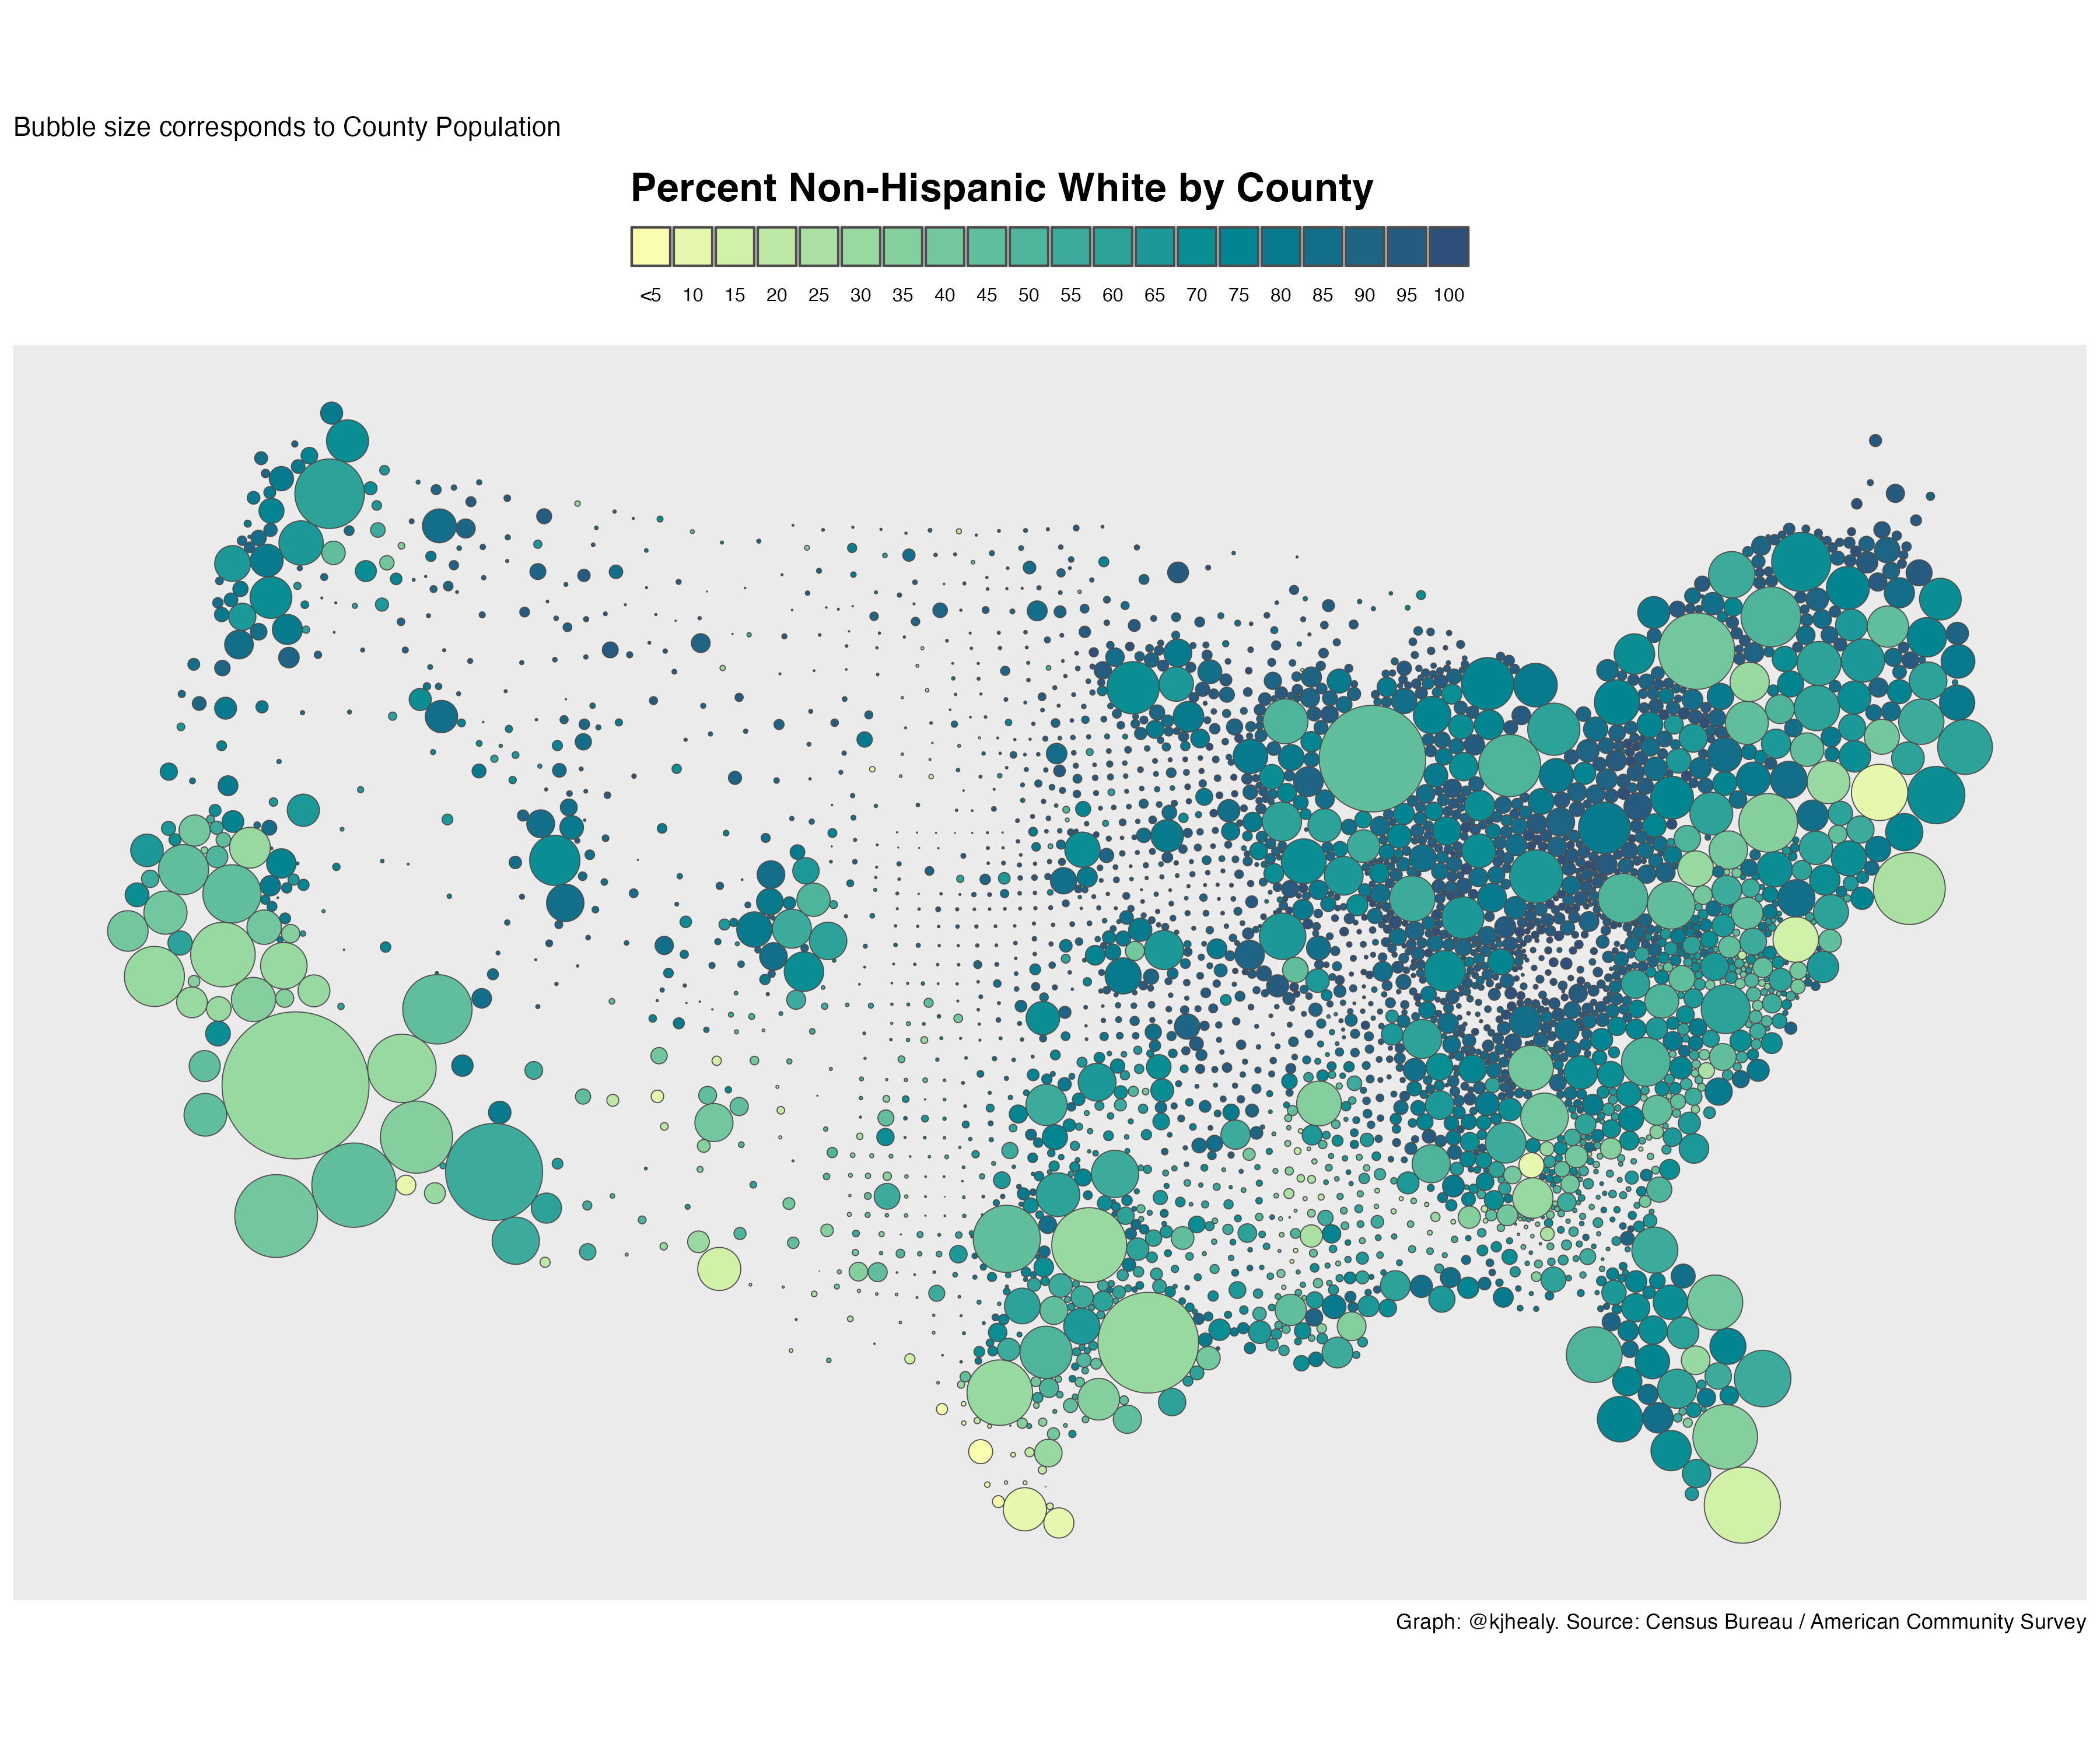 Bubble size corresponds to County Population
Percent Non-Hispanic White by County
<5 10 15 20 25 30 35 40 45 50 55 60 65 70 75 80 85 90 95 100
Graph: @kjhealy. Source: Census Bureau / American Community Survey